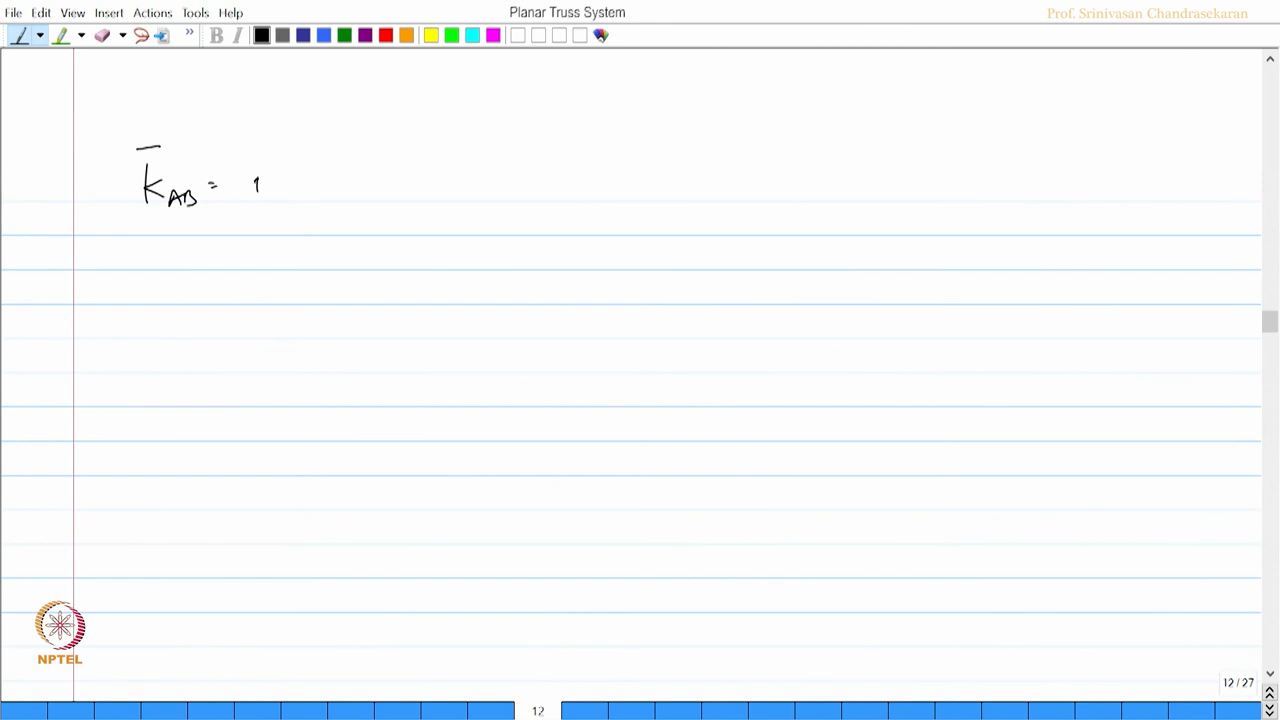 File Edit View Insert Actions Tools Help
Planar Truss System
Prof. Srinivasan Chandrasekaran
B I
k̅AB = 1
NPTEL
12 / 27
12